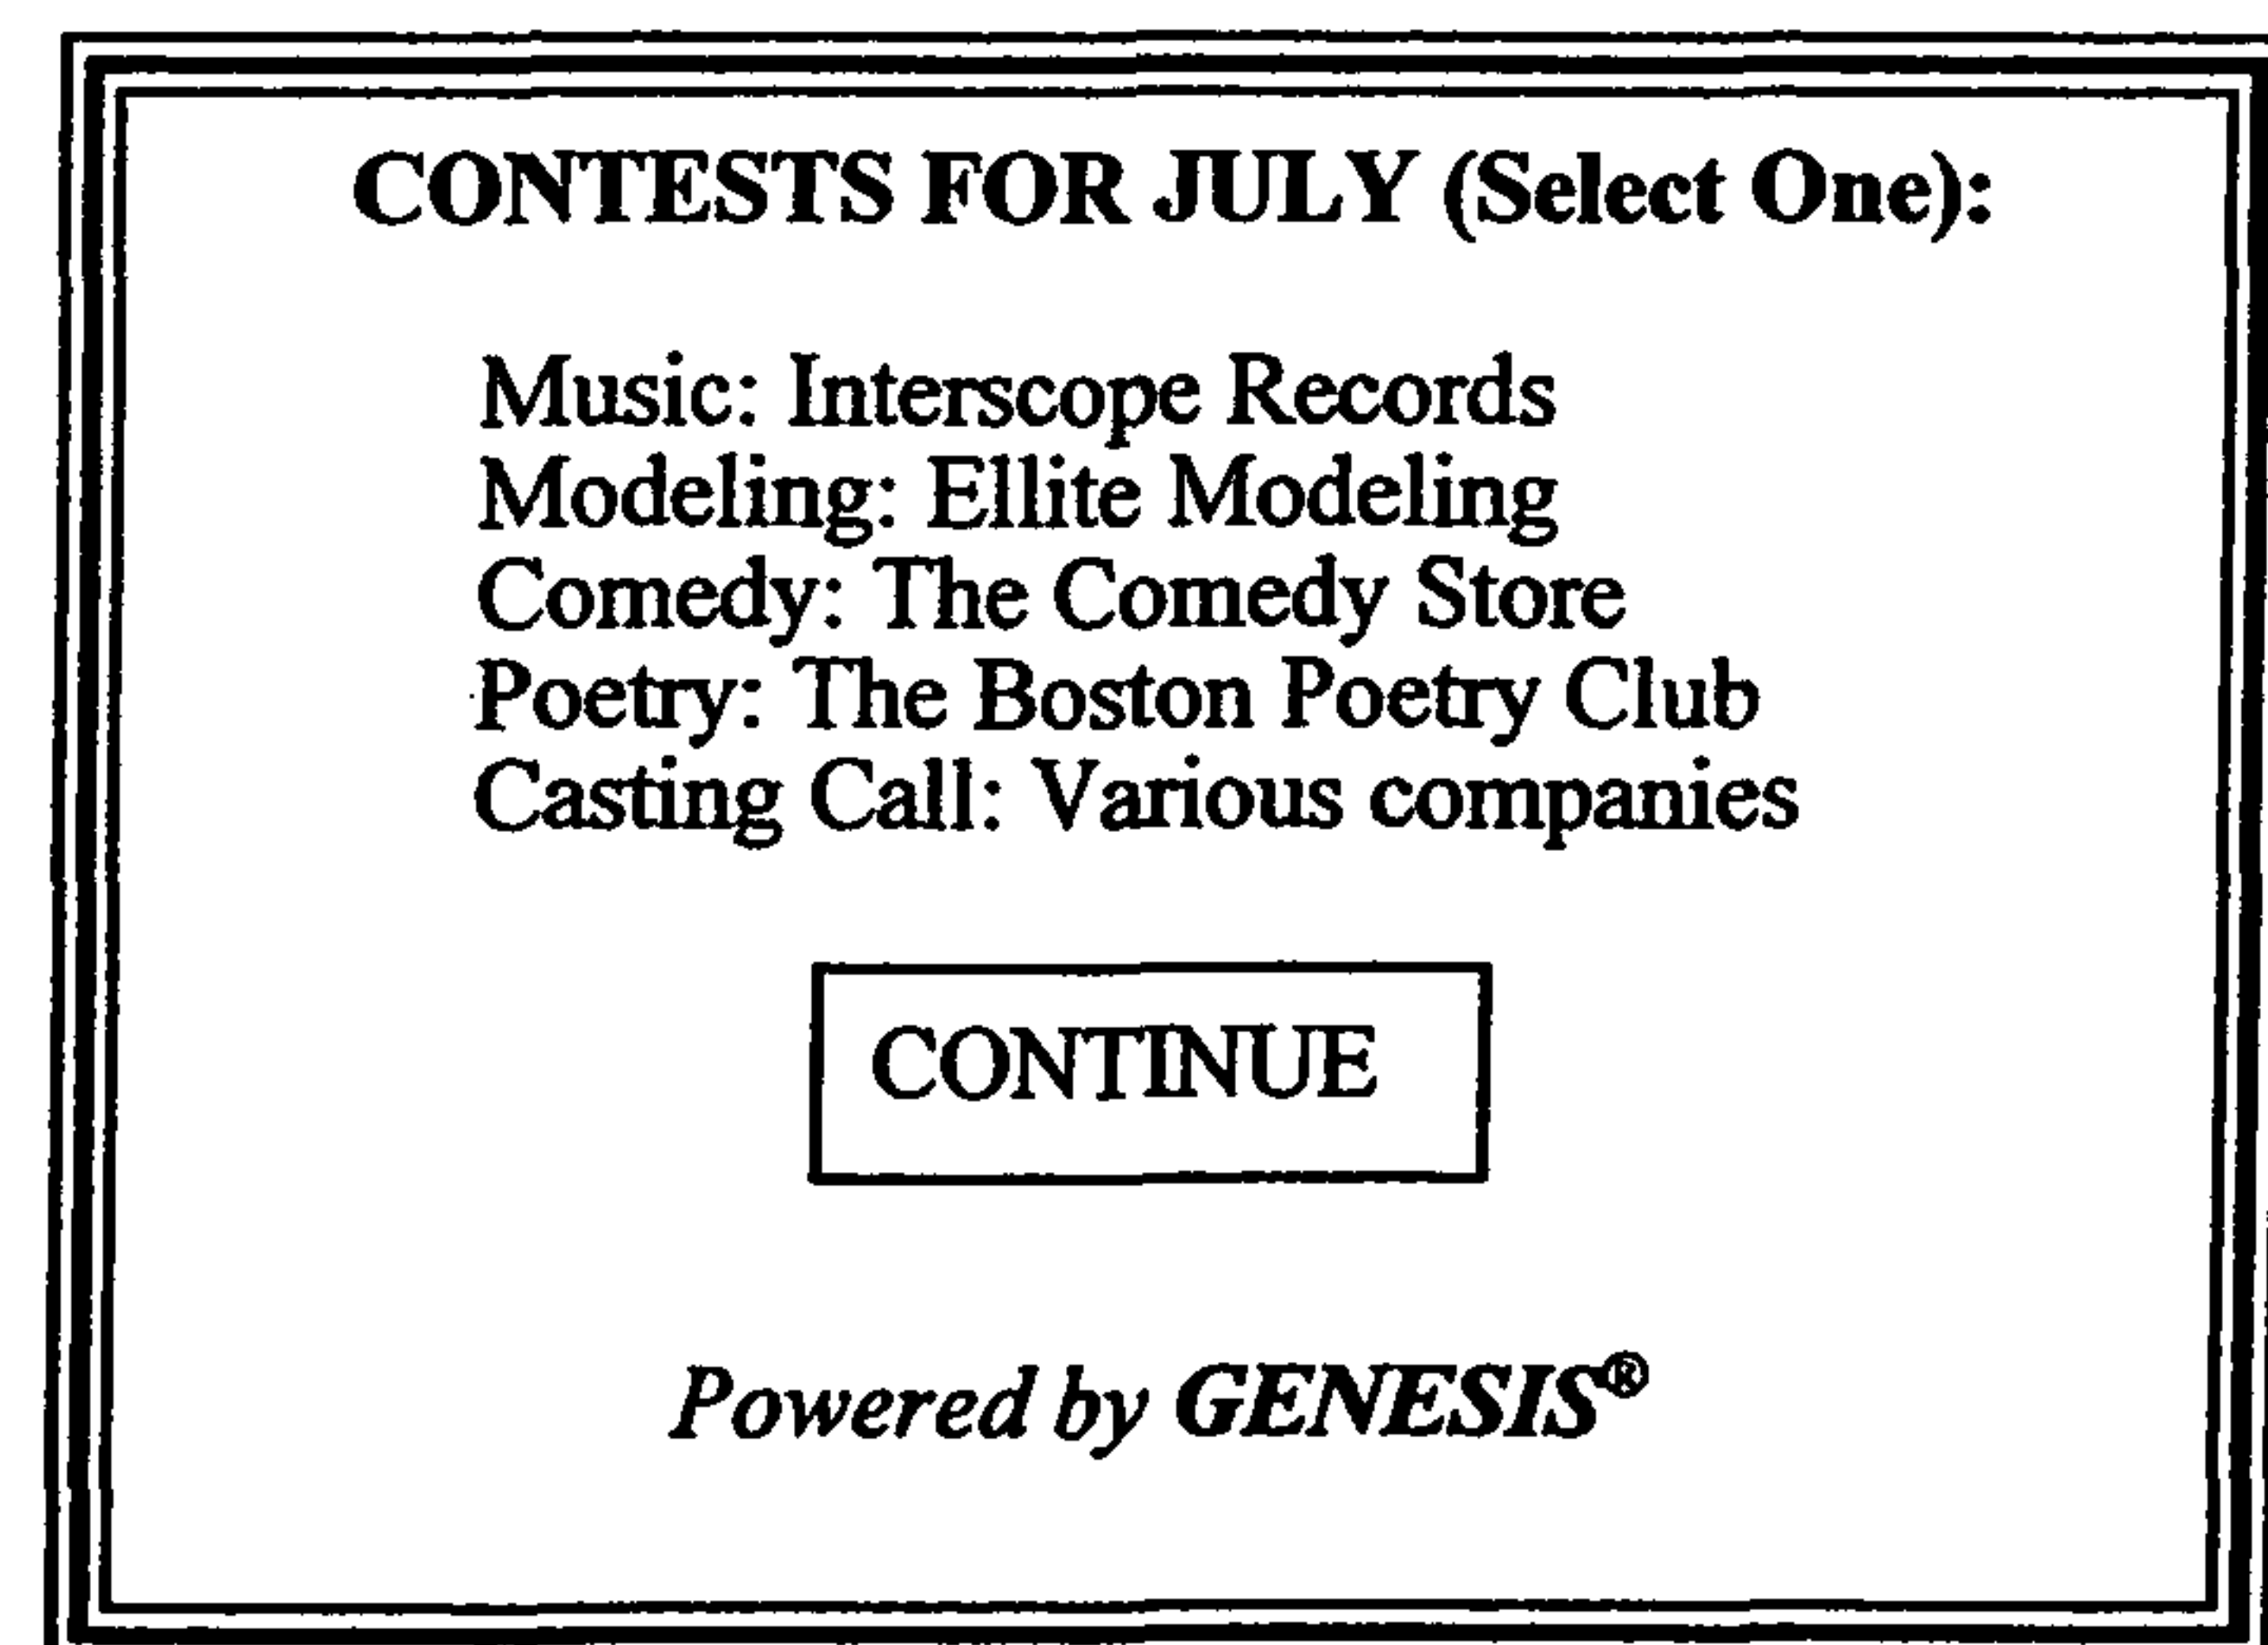 CONTESTS FOR JULY (Select One):
Music: Interscope Records
Modeling: Ellite Modeling
Comedy: The Comedy Store
Poetry: The Boston Poetry Club
Casting Call: Various companies
CONTINUE
Powered by GENESIS®